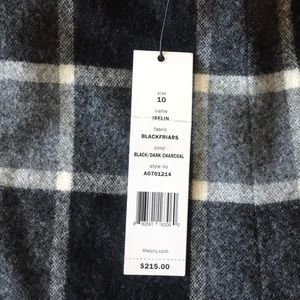 SIZE
10
name
ISELIN
fabric
BLACKFRIARS
color
BLACK/DARK CHARCOAL
style no.
A0701214
theory.com
$215.00